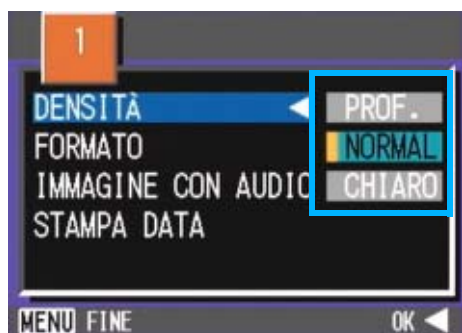 1
DENSITÀ ◀ PROF.
FORMATO NORMAL
IMMAGINE CON AUDIO CHIARO
STAMPA DATA
MENU FINE OK ◀